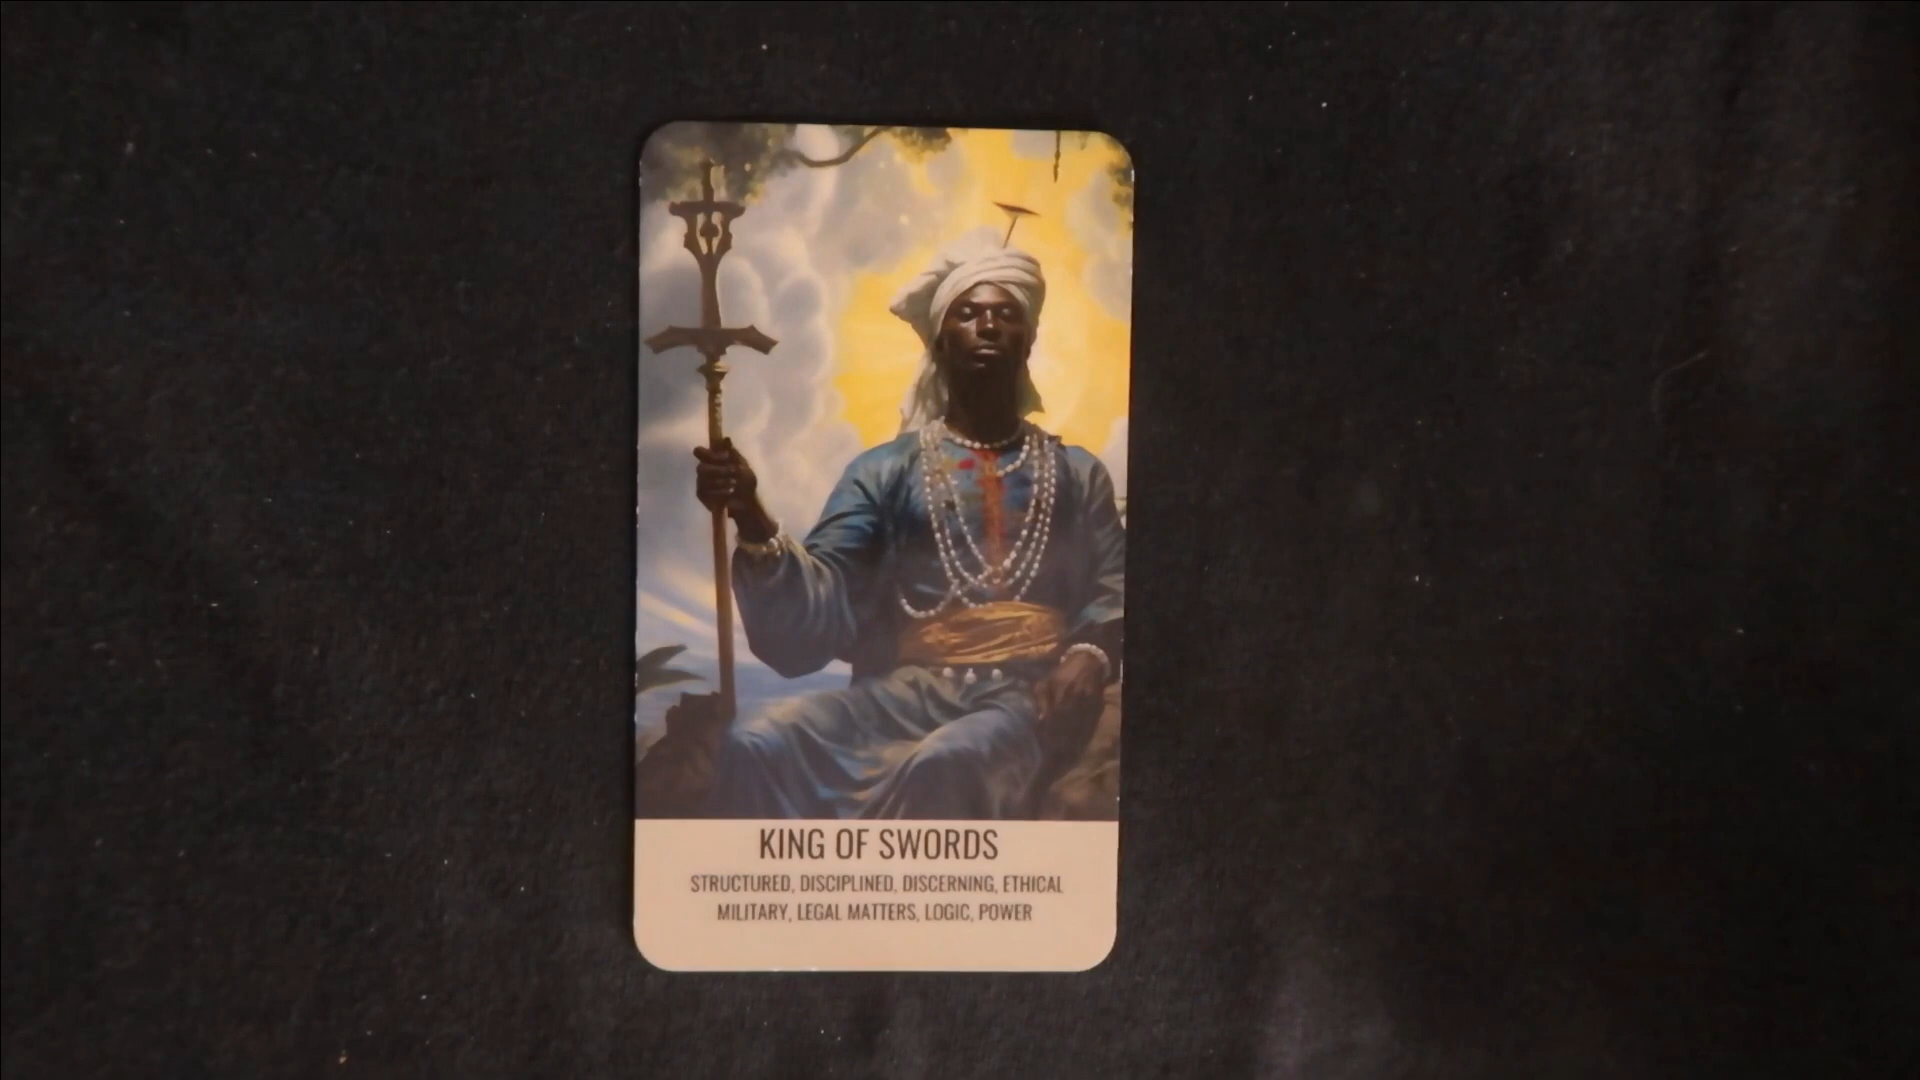 KING OF SWORDS
STRUCTURED, DISCIPLINED, DISCERNING, ETHICAL
MILITARY, LEGAL MATTERS, LOGIC, POWER